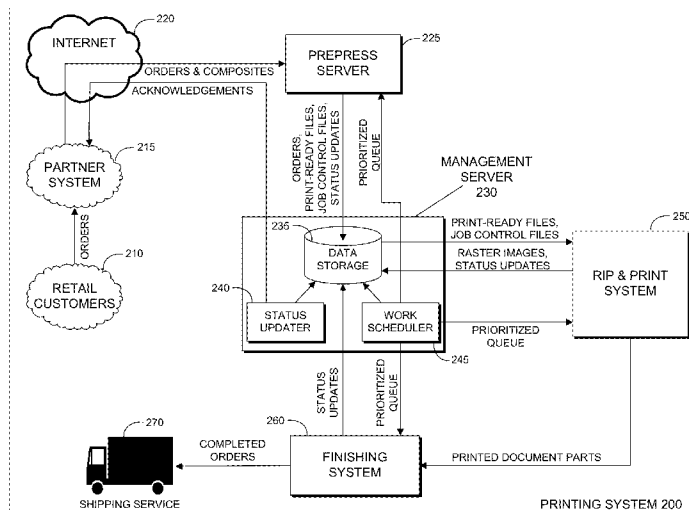 220
INTERNET
225
PREPRESS
SERVER
ORDERS & COMPOSITES
ACKNOWLEDGEMENTS
215
PARTNER
SYSTEM
ORDERS,
PRINT-READY FILES,
JOB CONTROL FILES,
STATUS UPDATES
PRIORITIZED
QUEUE
MANAGEMENT
SERVER
230
ORDERS
210
RETAIL
CUSTOMERS
235
DATA
STORAGE
PRINT-READY FILES,
JOB CONTROL FILES
RASTER IMAGES,
STATUS UPDATES
250
RIP & PRINT
SYSTEM
240
STATUS
UPDATER
WORK
SCHEDULER
245
PRIORITIZED
QUEUE
STATUS
UPDATES
PRIORITIZED
QUEUE
270
COMPLETED
ORDERS
260
FINISHING
SYSTEM
PRINTED DOCUMENT PARTS
SHIPPING SERVICE
PRINTING SYSTEM 200